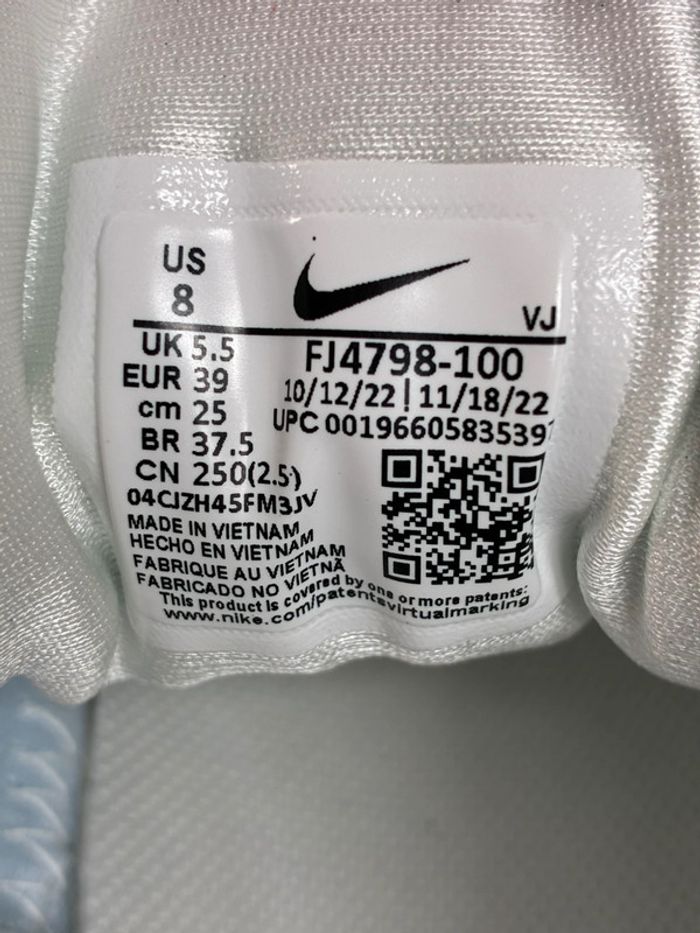 US
8
VJ
UK 5.5
EUR 39
cm 25
BR 37.5
CN 250(2.5)
FJ4798-100
10/12/22 | 11/18/22
UPC 00196605835397
04CJZH45FM3JV
MADE IN VIETNAM
HECHO EN VIETNAM
FABRIQUE AU VIETNAM
FABRICADO NO VIETNÃ
This product is covered by one or more patents:
www.nike.com/patentsvirtualmarking